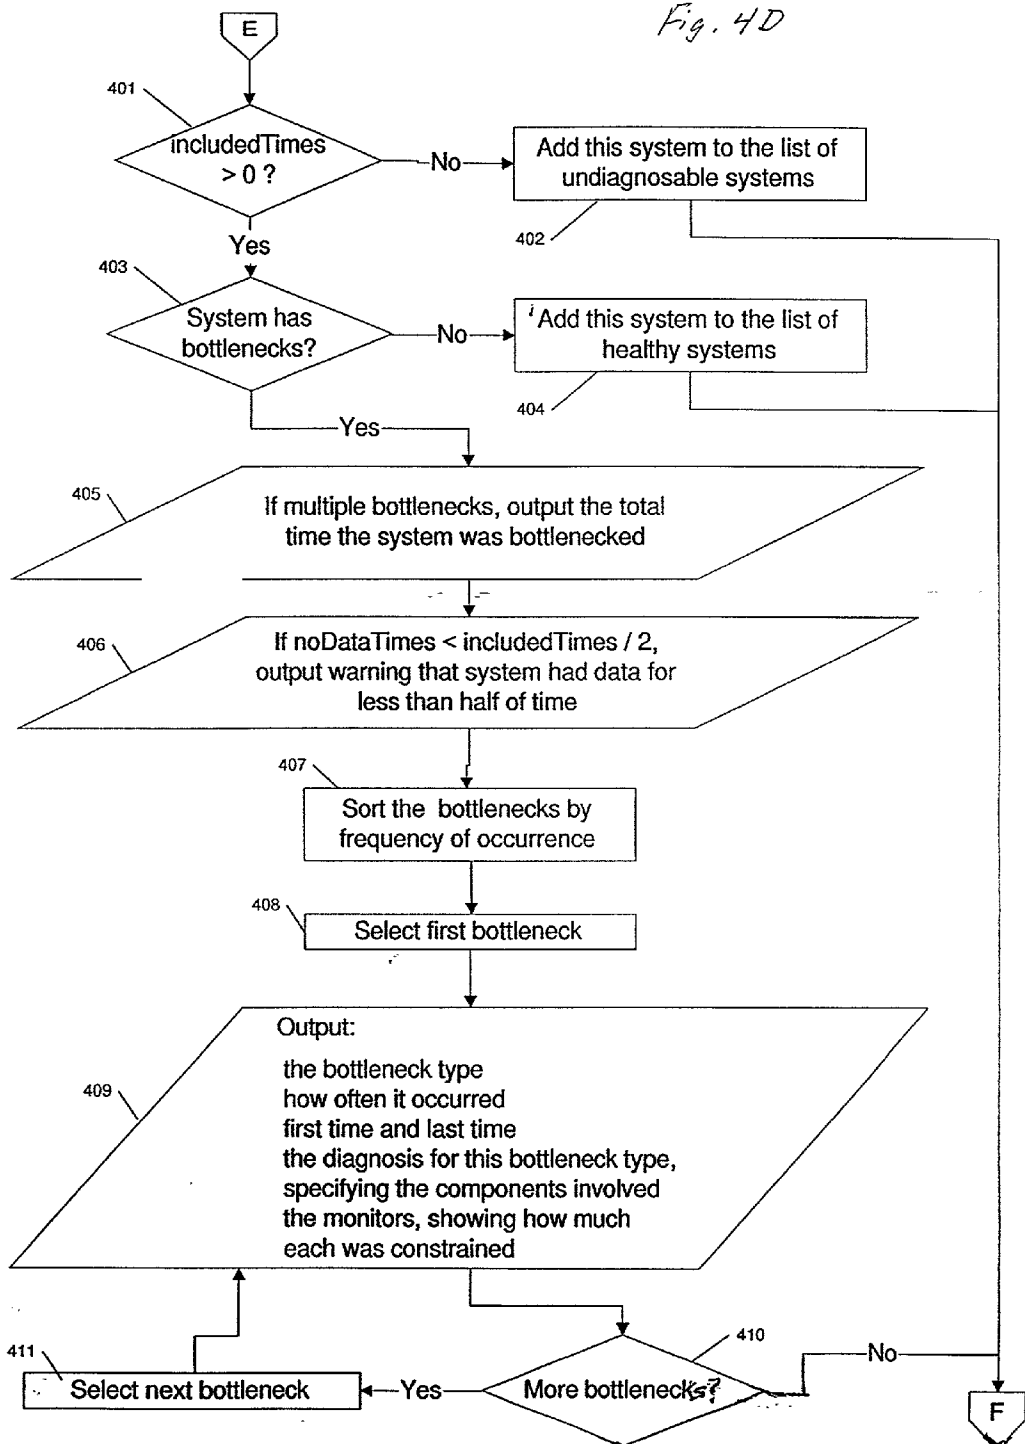 Fig. 4D
E
401
includedTimes
> 0 ?
No
Add this system to the list of
undiagnosable systems
402
Yes
403
System has
bottlenecks?
No
Add this system to the list of
healthy systems
404
Yes
405
If multiple bottlenecks, output the total
time the system was bottlenecked
406
If noDataTimes < includedTimes / 2,
output warning that system had data for
less than half of time
407
Sort the bottlenecks by
frequency of occurrence
408
Select first bottleneck
409
Output:
the bottleneck type
how often it occurred
first time and last time
the diagnosis for this bottleneck type,
specifying the components involved
the monitors, showing how much
each was constrained
410
More bottlenecks?
No
Yes
411
Select next bottleneck
F